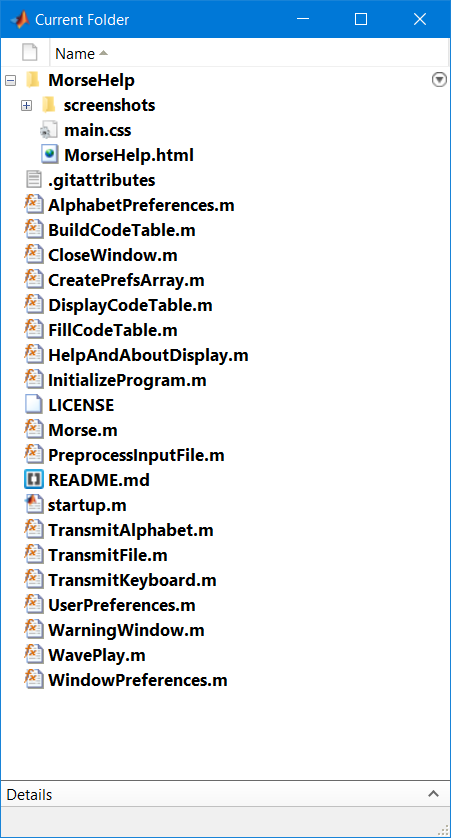 Current Folder
Name
MorseHelp
screenshots
main.css
MorseHelp.html
.gitattributes
AlphabetPreferences.m
BuildCodeTable.m
CloseWindow.m
CreatePrefsArray.m
DisplayCodeTable.m
FillCodeTable.m
HelpAndAboutDisplay.m
InitializeProgram.m
LICENSE
Morse.m
PreprocessInputFile.m
README.md
startup.m
TransmitAlphabet.m
TransmitFile.m
TransmitKeyboard.m
UserPreferences.m
WarningWindow.m
WavePlay.m
WindowPreferences.m
Details